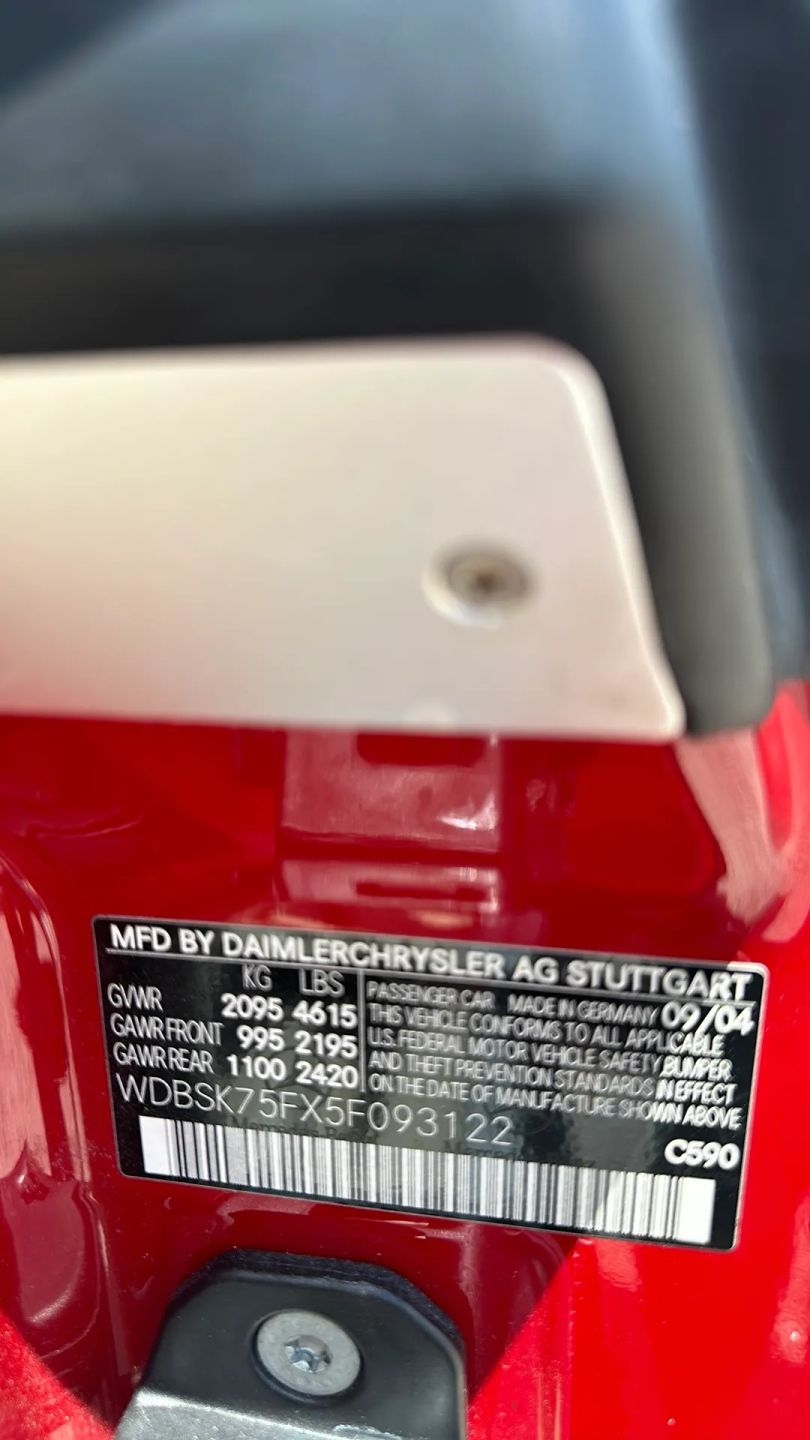 MFD BY DAIMLERCHRYSLER AG STUTTGART
KG LBS
GVWR 2095 4615
GAWR FRONT 995 2195
GAWR REAR 1100 2420
PASSENGER CAR MADE IN GERMANY 09/04
THIS VEHICLE CONFORMS TO ALL APPLICABLE
U.S. FEDERAL MOTOR VEHICLE SAFETY, BUMPER
AND THEFT PREVENTION STANDARDS IN EFFECT
ON THE DATE OF MANUFACTURE SHOWN ABOVE
WDBSK75FX5F093122
C590